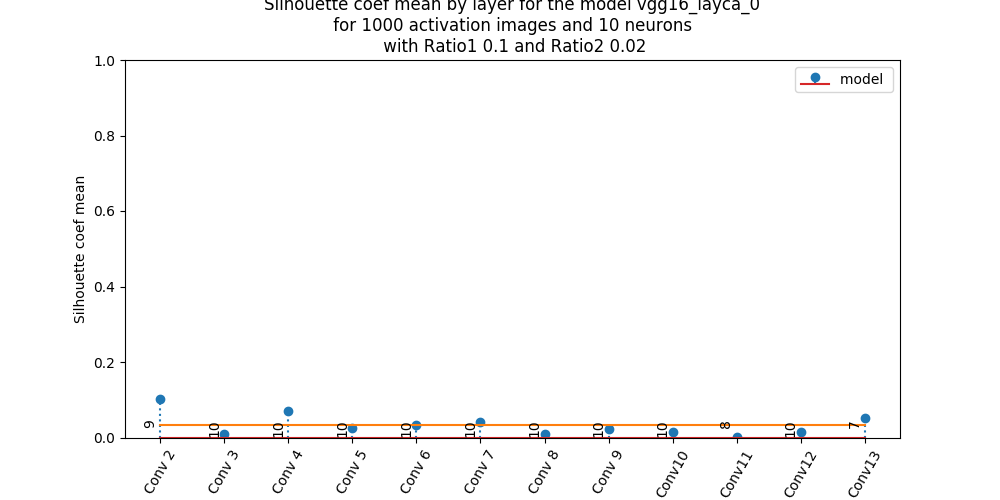 Silhouette coef mean by layer for the model vgg16_layca_0
for 1000 activation images and 10 neurons
with Ratio1 0.1 and Ratio2 0.02
model
1.0
0.8
0.6
0.4
0.2
0.0
Silhouette coef mean
9
10
10
10
10
10
10
10
10
8
10
7
Conv 2
Conv 3
Conv 4
Conv 5
Conv 6
Conv 7
Conv 8
Conv 9
Conv10
Conv11
Conv12
Conv13